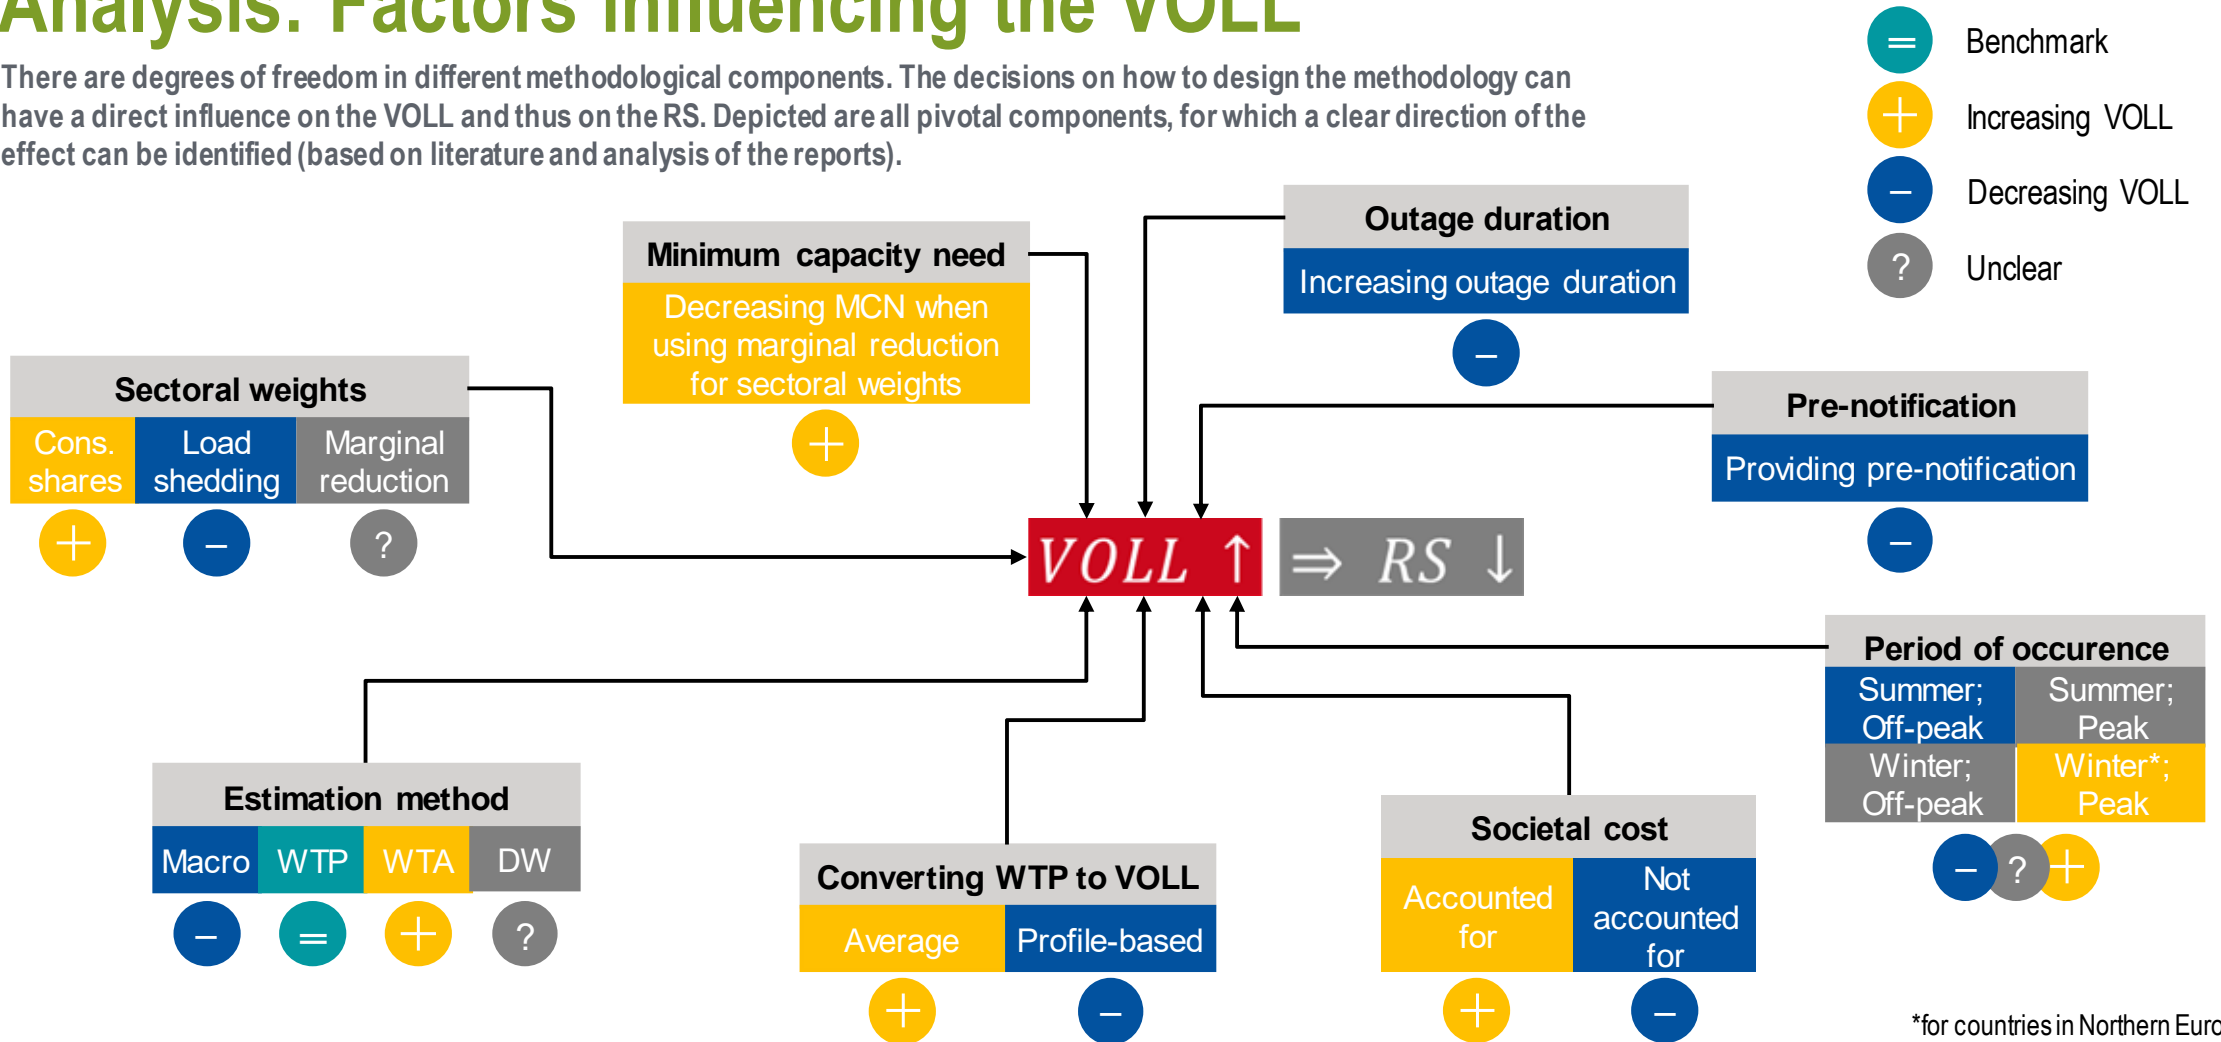 Analysis: Factors influencing the VOLL
There are degrees of freedom in different methodological components. The decisions on how to design the methodology can
have a direct influence on the VOLL and thus on the RS. Depicted are all pivotal components, for which a clear direction of the
effect can be identified (based on literature and analysis of the reports).
= Benchmark
+ Increasing VOLL
− Decreasing VOLL
? Unclear
Outage duration
Increasing outage duration
−
Minimum capacity need
Decreasing MCN when
using marginal reduction
for sectoral weights
+
Sectoral weights
Cons.
shares
Load
shedding
Marginal
reduction
+ − ?
Pre-notification
Providing pre-notification
−
VOLL ↑ ⇒ RS ↓
Period of occurence
Summer;
Off-peak
Summer;
Peak
Winter;
Off-peak
Winter*;
Peak
− ? +
Estimation method
Macro WTP WTA DW
− = + ?
Converting WTP to VOLL
Average Profile-based
+ −
Societal cost
Accounted
for
Not
accounted
for
+ −
*for countries in Northern Euro